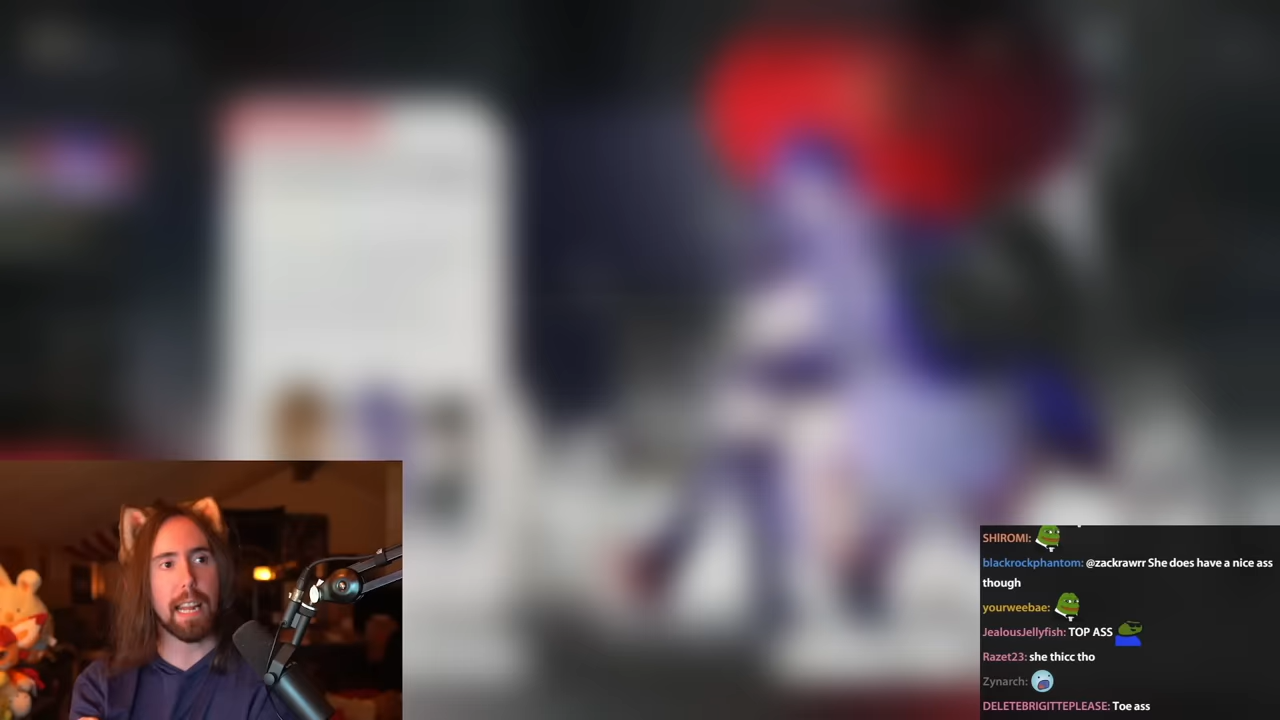 SHIROMI:
blackrockphantom: @zackrawrr She does have a nice ass
though
yourweebae:
JealousJellyfish: TOP ASS
Razet23: she thicc tho
Zynarch:
DELETEBRIGITTEPLEASE: Toe ass